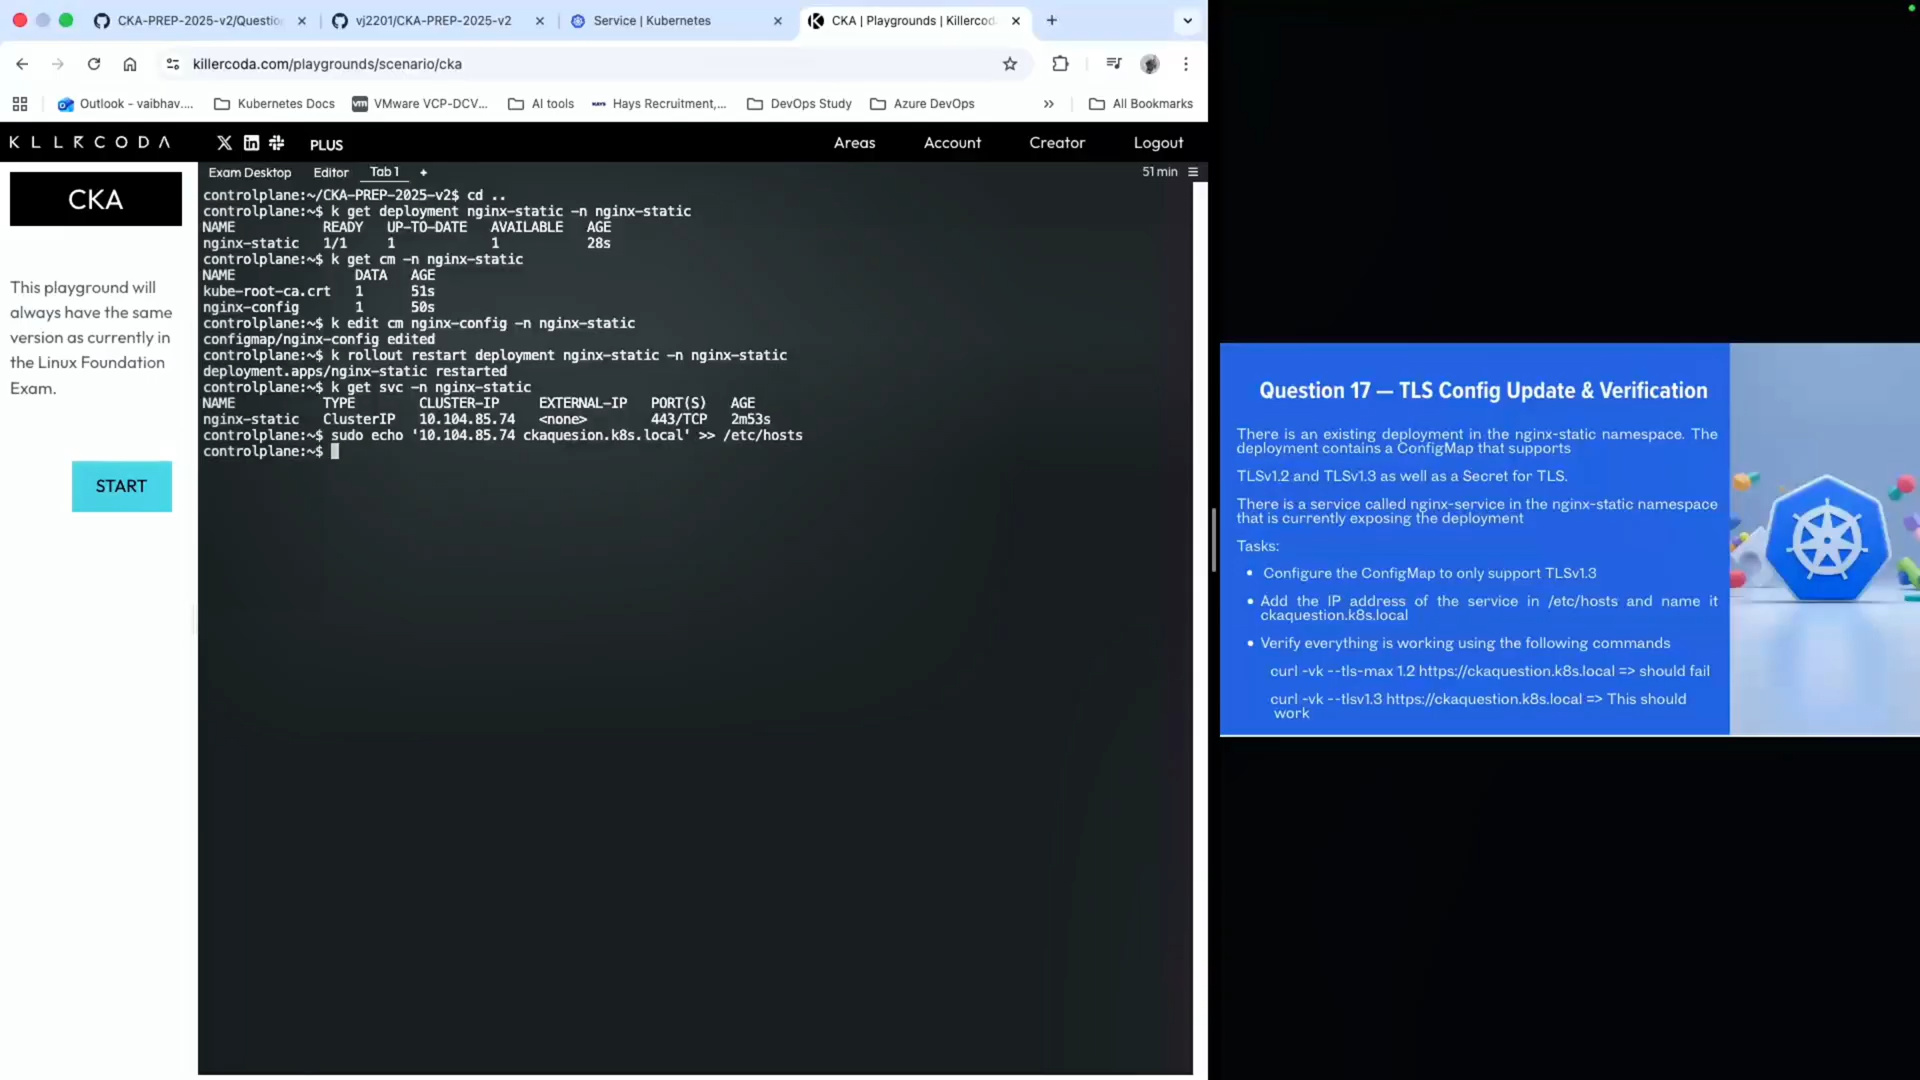 CKA-PREP-2025-v2/Questio
vj2201/CKA-PREP-2025-v2
Service | Kubernetes
CKA | Playgrounds | Killercod
killercoda.com/playgrounds/scenario/cka
Outlook - vaibhav....
Kubernetes Docs
VMware VCP-DCV...
AI tools
Hays Recruitment,...
DevOps Study
Azure DevOps
All Bookmarks
KLLRCODA
PLUS
Areas
Account
Creator
Logout
CKA
This playground will
always have the same
version as currently in
the Linux Foundation
Exam.
START
Exam Desktop
Editor
Tab 1
+
51 min
controlplane:~/CKA-PREP-2025-v2$ cd ..
controlplane:~$ k get deployment nginx-static -n nginx-static
NAME READY UP-TO-DATE AVAILABLE AGE
nginx-static 1/1 1 1 28s
controlplane:~$ k get cm -n nginx-static
NAME DATA AGE
kube-root-ca.crt 1 51s
nginx-config 1 50s
controlplane:~$ k edit cm nginx-config -n nginx-static
configmap/nginx-config edited
controlplane:~$ k rollout restart deployment nginx-static -n nginx-static
deployment.apps/nginx-static restarted
controlplane:~$ k get svc -n nginx-static
NAME TYPE CLUSTER-IP EXTERNAL-IP PORT(S) AGE
nginx-static ClusterIP 10.104.85.74 <none> 443/TCP 2m53s
controlplane:~$ sudo echo '10.104.85.74 ckaquesion.k8s.local' >> /etc/hosts
controlplane:~$
Question 17 — TLS Config Update & Verification
There is an existing deployment in the nginx-static namespace. The
deployment contains a ConfigMap that supports
TLSv1.2 and TLSv1.3 as well as a Secret for TLS.
There is a service called nginx-service in the nginx-static namespace
that is currently exposing the deployment
Tasks:
• Configure the ConfigMap to only support TLSv1.3
• Add the IP address of the service in /etc/hosts and name it
ckaquestion.k8s.local
• Verify everything is working using the following commands
curl -vk --tls-max 1.2 https://ckaquestion.k8s.local => should fail
curl -vk --tlsv1.3 https://ckaquestion.k8s.local => This should
work